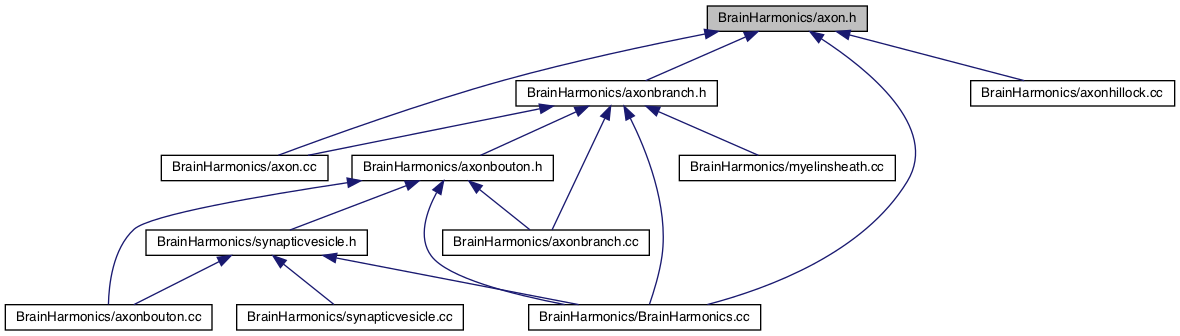 BrainHarmonics/axon.h
BrainHarmonics/axonbranch.h
BrainHarmonics/axonhillock.cc
BrainHarmonics/axon.cc
BrainHarmonics/axonbouton.h
BrainHarmonics/myelinsheath.cc
BrainHarmonics/synapticvesicle.h
BrainHarmonics/axonbranch.cc
BrainHarmonics/axonbouton.cc
BrainHarmonics/synapticvesicle.cc
BrainHarmonics/BrainHarmonics.cc